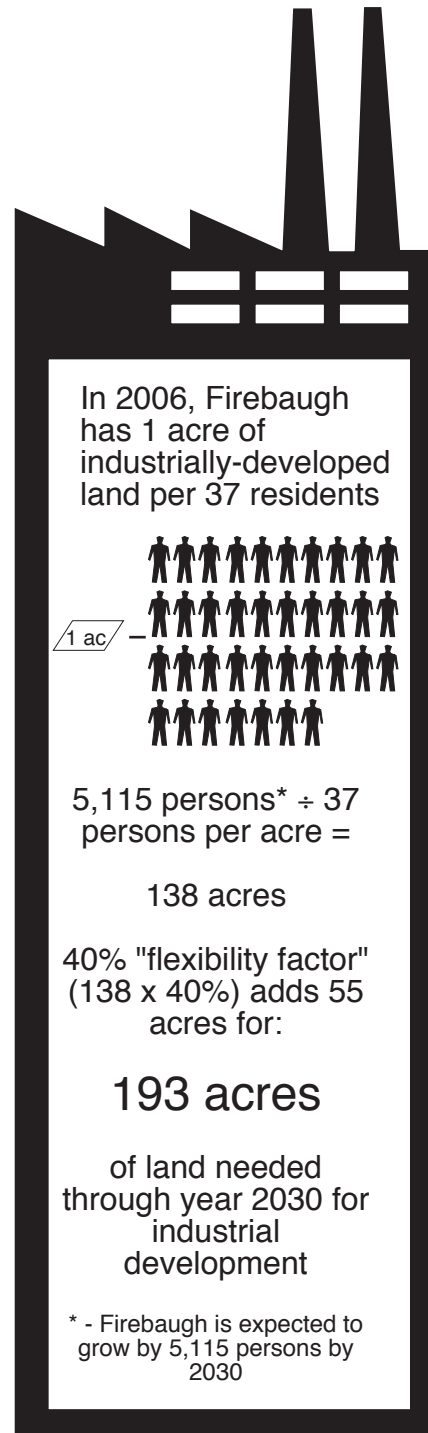 In 2006, Firebaugh
has 1 acre of
industrially-developed
land per 37 residents
1 ac
5,115 persons* ÷ 37
persons per acre =
138 acres
40% "flexibility factor"
(138 x 40%) adds 55
acres for:
193 acres
of land needed
through year 2030 for
industrial
development
* - Firebaugh is expected to
grow by 5,115 persons by
2030